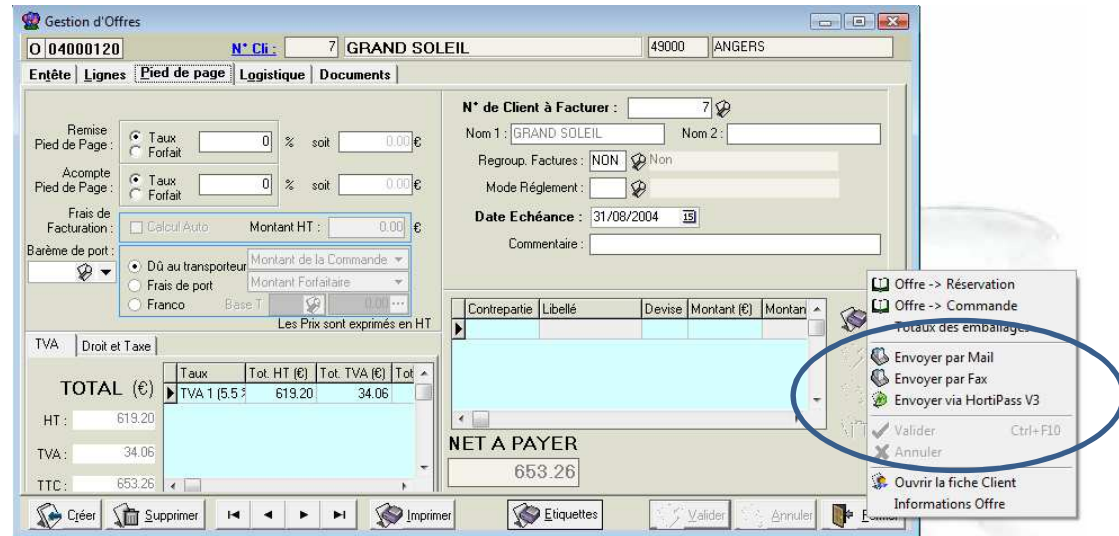 Gestion d'Offres
O 04000120 N° Cli : 7 GRAND SOLEIL 49000 ANGERS
Entête Lignes Pied de page Logistique Documents
N° de Client à Facturer : 7
Remise
Pied de Page :
Taux
Forfait
0 % soit 0.00 €
Nom 1 : GRAND SOLEIL Nom 2 :
Regroup. Factures : NON Non
Acompte
Pied de Page :
Taux
Forfait
0 % soit 0.00 €
Mode Réglement :
Frais de
Facturation :
Calcul Auto Montant HT : 0.00 €
Date Echéance : 31/08/2004 15
Commentaire :
Barème de port :
Dû au transporteur Montant de la Commande
Frais de port Montant Forfaitaire
Franco Base T 0.00 ...
Les Prix sont exprimés en HT
Contrepartie Libellé Devise Montant (€) Montan
TVA Droit et Taxe
Taux Tot. HT (€) Tot. TVA (€) Tot
TVA 1 (5.5 % 619.20 34.06
TOTAL (€)
HT : 619.20
TVA : 34.06
TTC : 653.26
NET A PAYER
653.26
Offre -> Réservation
Offre -> Commande
Totaux des emballages
Envoyer par Mail
Envoyer par Fax
Envoyer via HortiPass V3
Valider Ctrl+F10
Annuler
Ouvrir la fiche Client
Informations Offre
Créer Supprimer Imprimer Etiquettes Valider Annuler Fermer